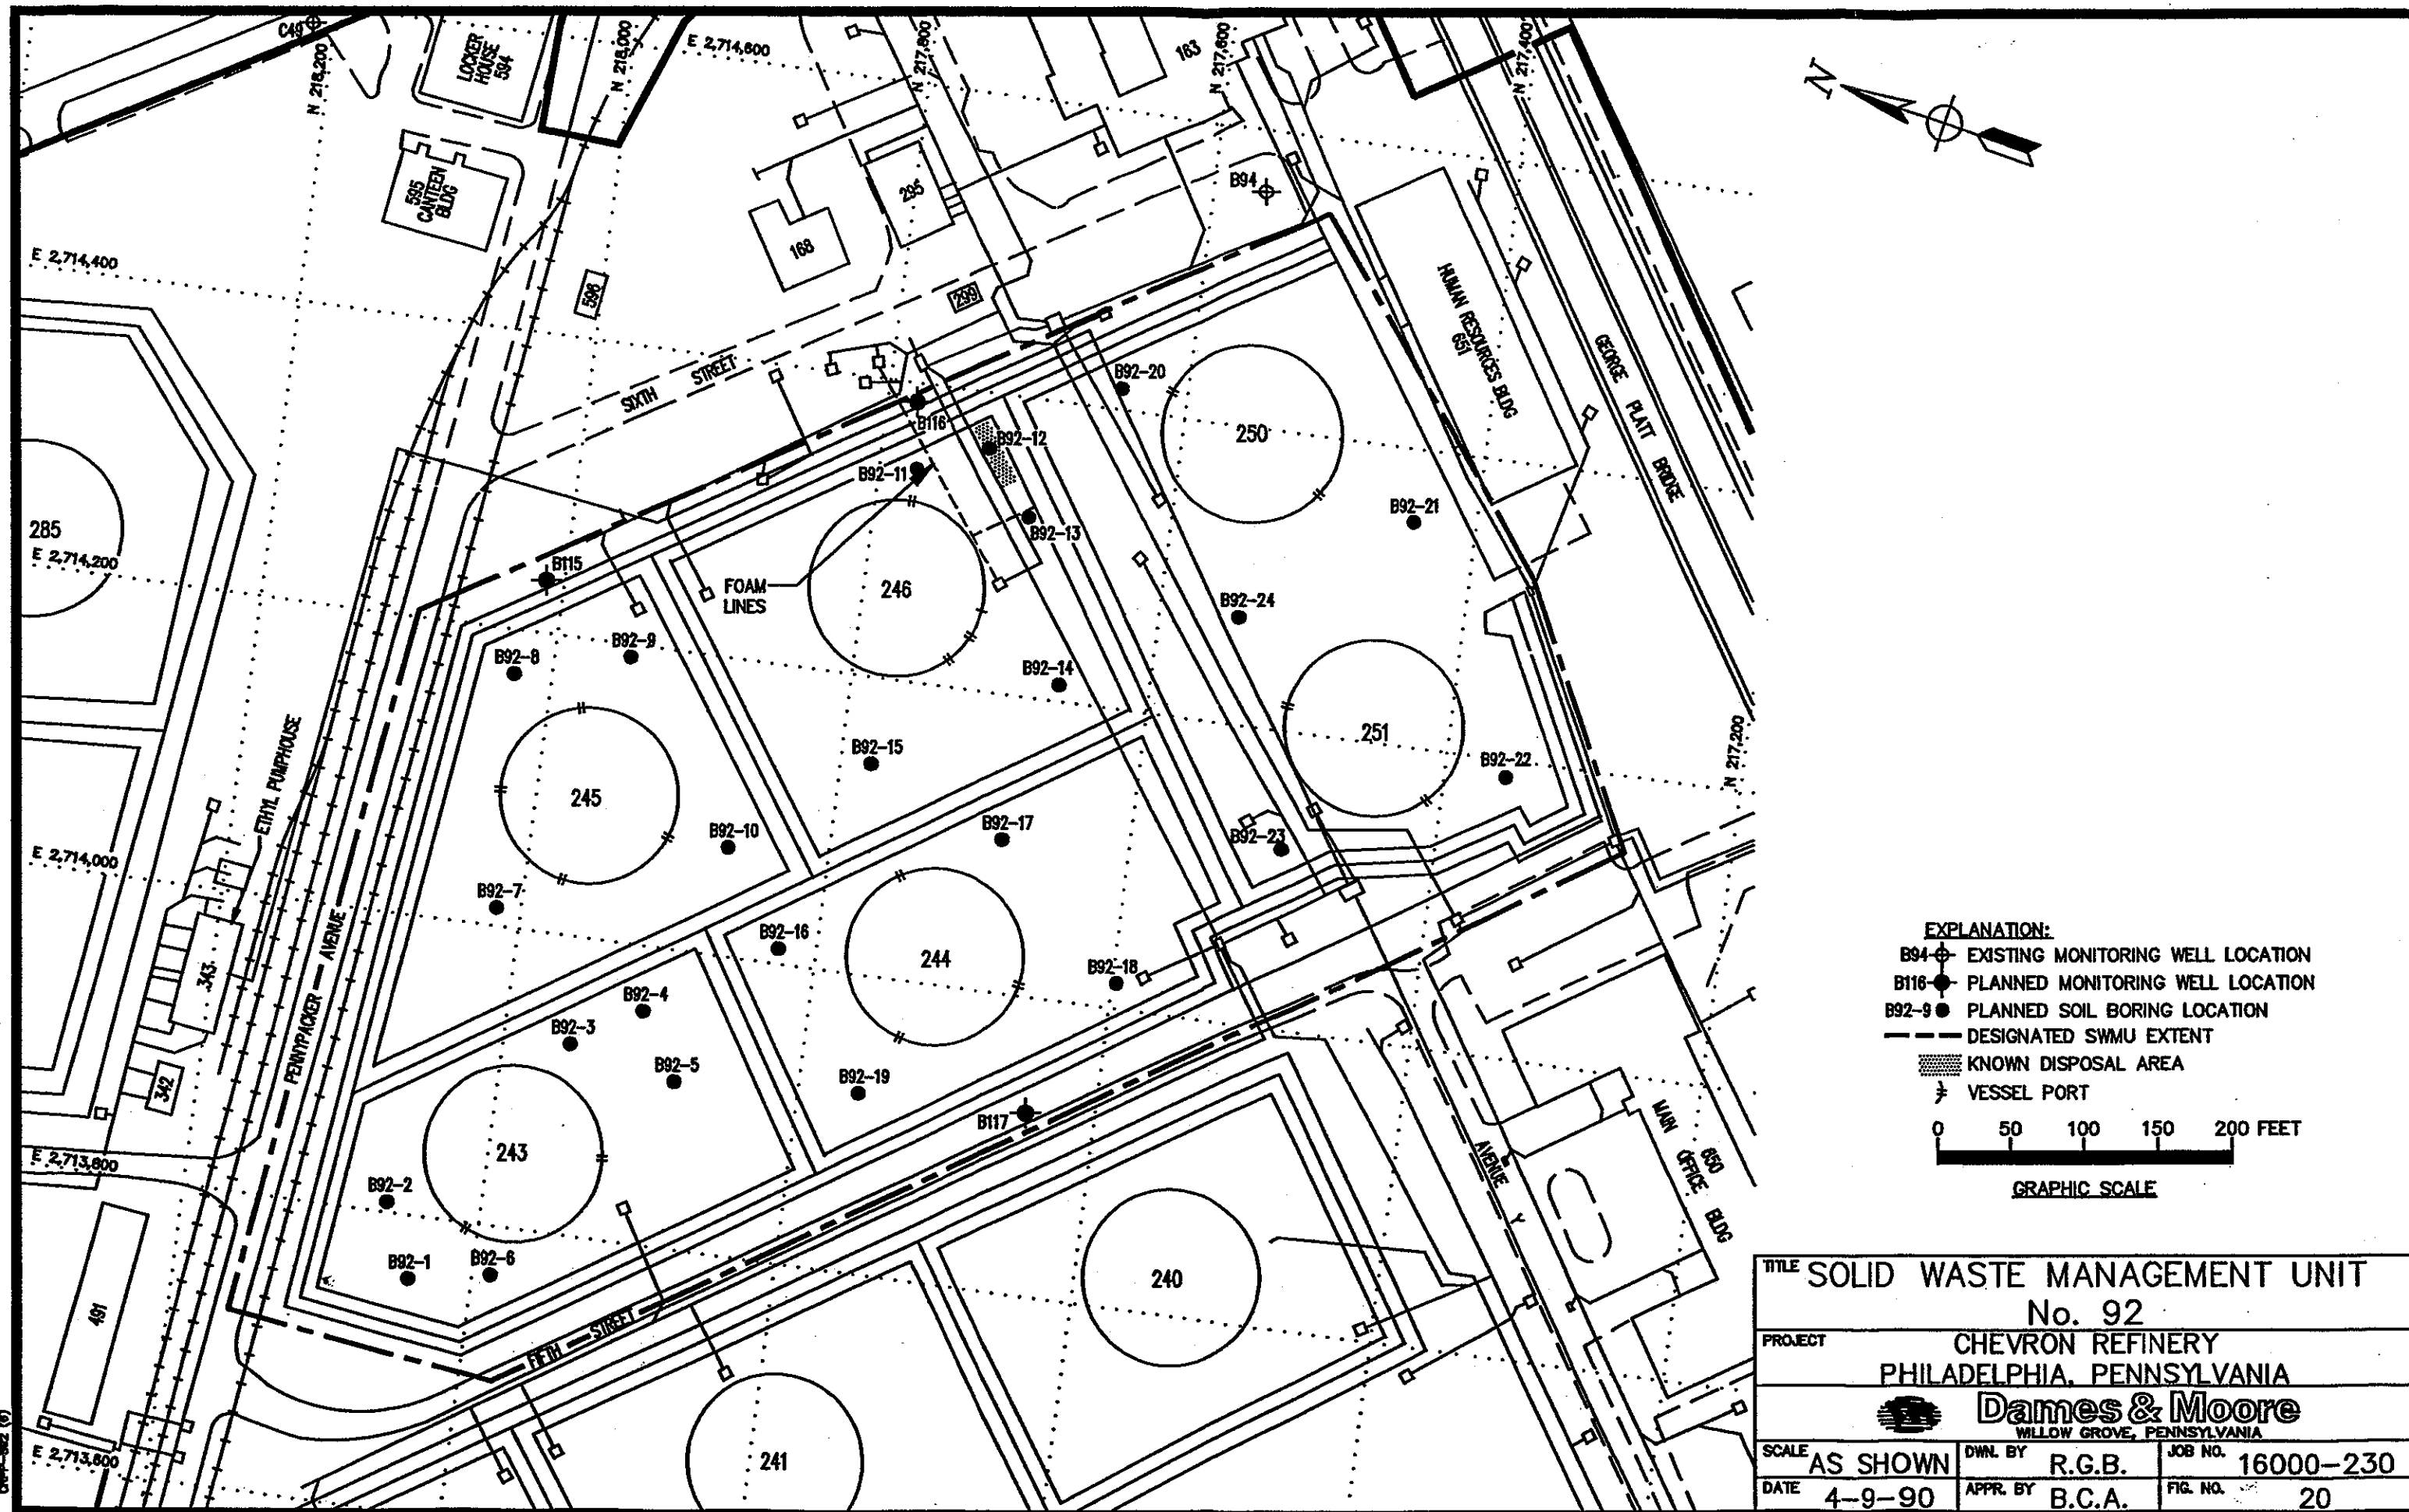 C49
N 218,200
LOCKER
HOUSE
594
N 218,000
E 2,714,600
N 217,800
163
N 217,600
N 217,400
N
595
CANTEEN
BLDG
295
B94
168
E 2,714,400
596
299
HUMAN RESOURCES BLDG
651
GEORGE PLATT BRIDGE
SIXTH STREET
B92-20
B116
B92-12
250
B92-11
285
B92-21
B92-13
E 2,714,200
B115
FOAM
LINES
246
B92-24
B92-9
B92-8
B92-14
ETHYL PUMPHOUSE
251
N 217,200
B92-15
B92-22
245
B92-10
B92-17
B92-23
E 2,714,000
B92-7
PENNYPACKER AVENUE
B92-16
244
B92-18
343
B92-4
B92-3
B92-5
B92-19
342
B117
243
MAIN OFFICE BLDG
650
AVENUE Y
E 2,713,800
B92-2
B92-1
B92-6
240
491
FIFTH STREET
241
E 2,713,600
EXPLANATION:
B94 EXISTING MONITORING WELL LOCATION
B116 PLANNED MONITORING WELL LOCATION
B92-9 PLANNED SOIL BORING LOCATION
DESIGNATED SWMU EXTENT
KNOWN DISPOSAL AREA
VESSEL PORT
0 50 100 150 200 FEET
GRAPHIC SCALE
TITLE SOLID WASTE MANAGEMENT UNIT
No. 92
PROJECT CHEVRON REFINERY
PHILADELPHIA, PENNSYLVANIA
Dames & Moore
WILLOW GROVE, PENNSYLVANIA
SCALE AS SHOWN DWN. BY R.G.B. JOB NO. 16000-230
DATE 4-9-90 APPR. BY B.C.A. FIG. NO. 20